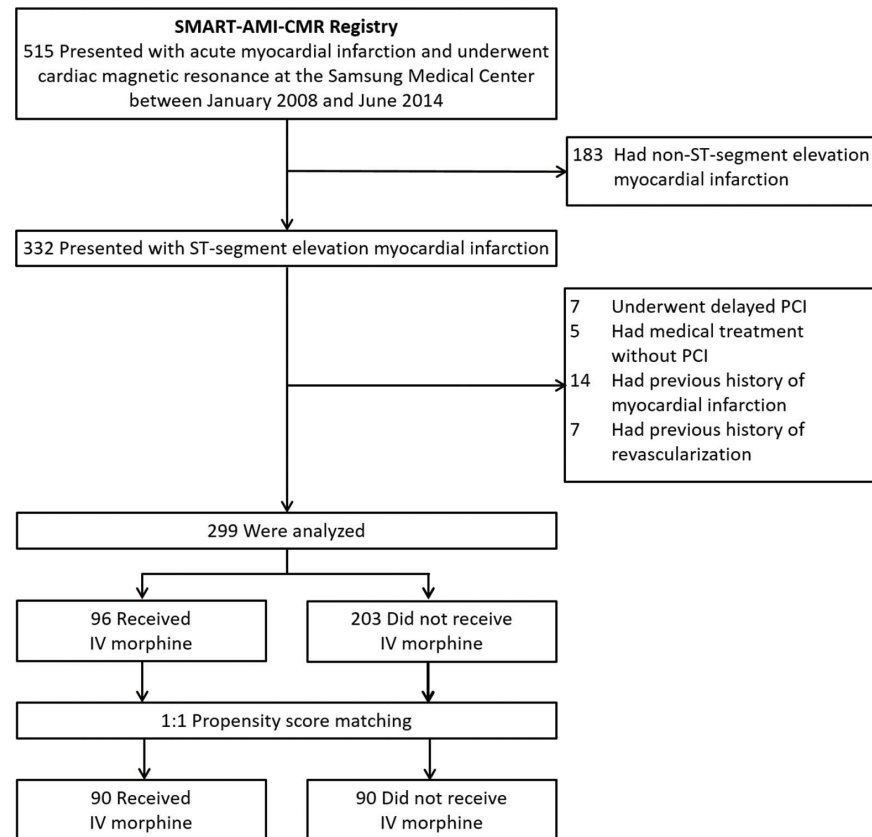 SMART-AMI-CMR Registry
515 Presented with acute myocardial infarction and underwent
cardiac magnetic resonance at the Samsung Medical Center
between January 2008 and June 2014
183 Had non-ST-segment elevation
myocardial infarction
332 Presented with ST-segment elevation myocardial infarction
7 Underwent delayed PCI
5 Had medical treatment
without PCI
14 Had previous history of
myocardial infarction
7 Had previous history of
revascularization
299 Were analyzed
96 Received
IV morphine
203 Did not receive
IV morphine
1:1 Propensity score matching
90 Received
IV morphine
90 Did not receive
IV morphine